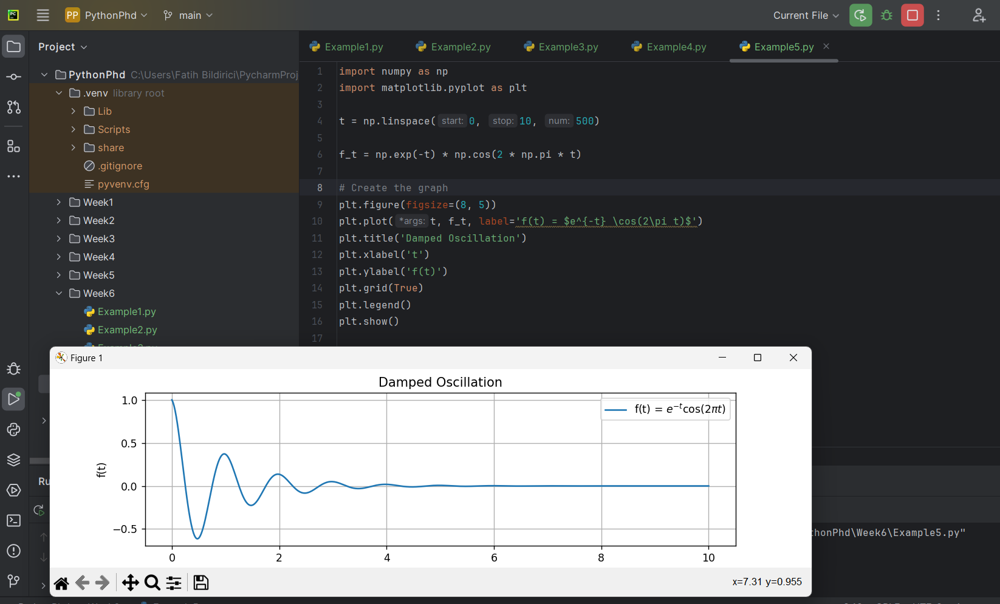 PC
PP PythonPhd main Current File
Project
PythonPhd C:\Users\Fatih Bildirici\PycharmProj
.venv library root
Lib
Scripts
share
.gitignore
pyvenv.cfg
Week1
Week2
Week3
Week4
Week5
Week6
Example1.py
Example2.py
Example1.py Example2.py Example3.py Example4.py Example5.py
1 import numpy as np
2 import matplotlib.pyplot as plt
3
4 t = np.linspace( start: 0, stop: 10, num: 500)
5
6 f_t = np.exp(-t) * np.cos(2 * np.pi * t)
7
8 # Create the graph
9 plt.figure(figsize=(8, 5))
10 plt.plot( *args: t, f_t, label='f(t) = $e^{-t} \cos(2\pi t)$')
11 plt.title('Damped Oscillation')
12 plt.xlabel('t')
13 plt.ylabel('f(t)')
14 plt.grid(True)
15 plt.legend()
16 plt.show()
17
Figure 1
Damped Oscillation
f(t) = e^{-t}cos(2πt)
1.0
0.5
0.0
−0.5
f(t)
0 2 4 6 8 10
x=7.31 y=0.955
Ru
thonPhd\Week6\Example5.py"